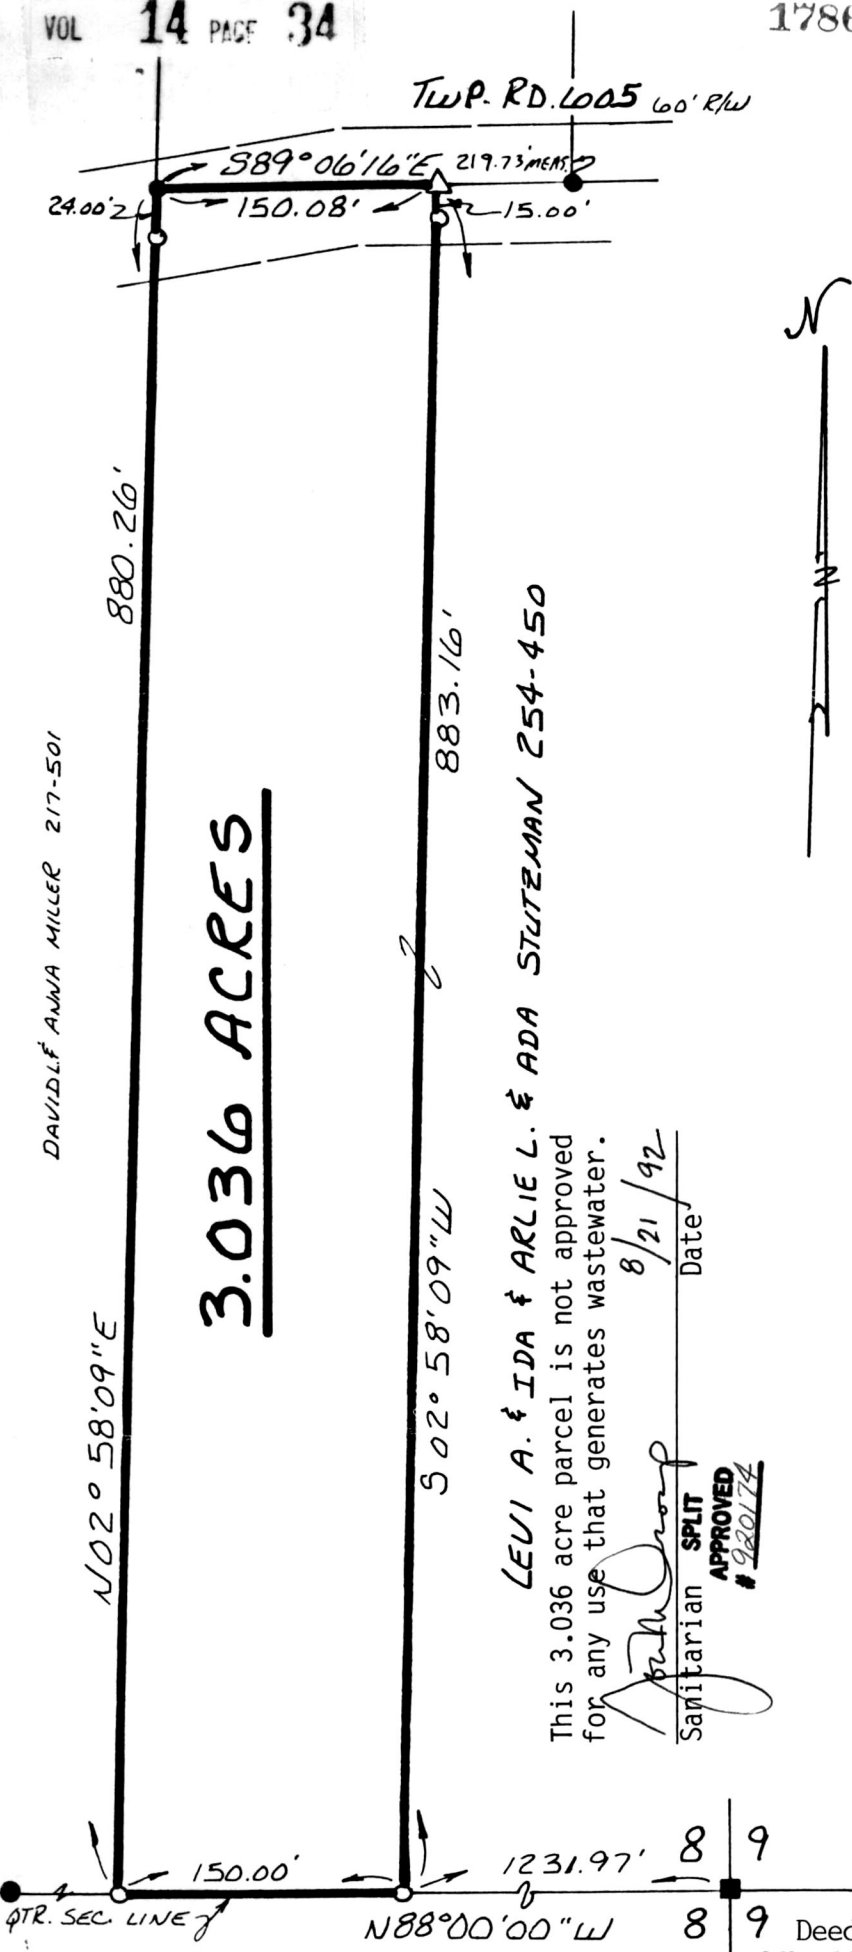 VOL 14 PAGE 34
1786
TWP. RD. 6005 60' R/W
S89°06'16"E 219.73' MEAS.
24.00' 150.08' 15.00'
N
880.26'
883.16'
DAVID L & ANNA MILLER 217-501
3.036 ACRES
N02°58'09"E
S02°58'09"W
LEVI A. & IDA & ARLIE L. & ADA STUTZMAN 254-450
This 3.036 acre parcel is not approved
for any use that generates wastewater.
8/21/92
Sanitarian Date
SPLIT
APPROVED
# 920174
150.00' 1231.97' 8 9
QTR. SEC. LINE N88°00'00"W 8 9 Deed